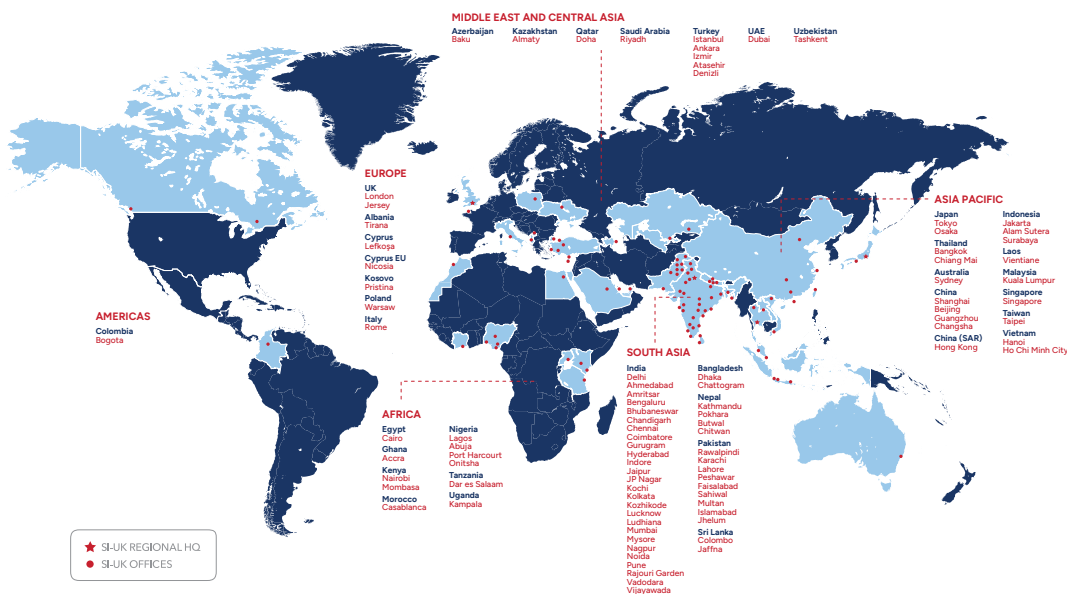 MIDDLE EAST AND CENTRAL ASIA
Azerbaijan
Baku
Kazakhstan
Almaty
Qatar
Doha
Saudi Arabia
Riyadh
Turkey
Istanbul
Ankara
Izmir
Atasehir
Denizli
UAE
Dubai
Uzbekistan
Tashkent
EUROPE
UK
London
Jersey
Albania
Tirana
Cyprus
Lefkoşa
Cyprus EU
Nicosia
Kosovo
Pristina
Poland
Warsaw
Italy
Rome
ASIA PACIFIC
Japan
Tokyo
Osaka
Thailand
Bangkok
Chiang Mai
Australia
Sydney
China
Shanghai
Beijing
Guangzhou
Changsha
China (SAR)
Hong Kong
Indonesia
Jakarta
Alam Sutera
Surabaya
Laos
Vientiane
Malaysia
Kuala Lumpur
Singapore
Singapore
Taiwan
Taipei
Vietnam
Hanoi
Ho Chi Minh City
AMERICAS
Colombia
Bogota
AFRICA
Egypt
Cairo
Ghana
Accra
Kenya
Nairobi
Mombasa
Morocco
Casablanca
Nigeria
Lagos
Abuja
Port Harcourt
Onitsha
Tanzania
Dar es Salaam
Uganda
Kampala
SOUTH ASIA
India
Delhi
Ahmedabad
Amritsar
Bengaluru
Bhubaneswar
Chandigarh
Chennai
Coimbatore
Gurugram
Hyderabad
Indore
Jaipur
JP Nagar
Kochi
Kolkata
Kozhikode
Lucknow
Ludhiana
Mumbai
Mysore
Nagpur
Noida
Pune
Rajouri Garden
Vadodara
Vijayawada
Bangladesh
Dhaka
Chattogram
Nepal
Kathmandu
Pokhara
Butwal
Chitwan
Pakistan
Rawalpindi
Karachi
Lahore
Peshawar
Faisalabad
Sahiwal
Multan
Islamabad
Jhelum
Sri Lanka
Colombo
Jaffna
SI-UK REGIONAL HQ
SI-UK OFFICES